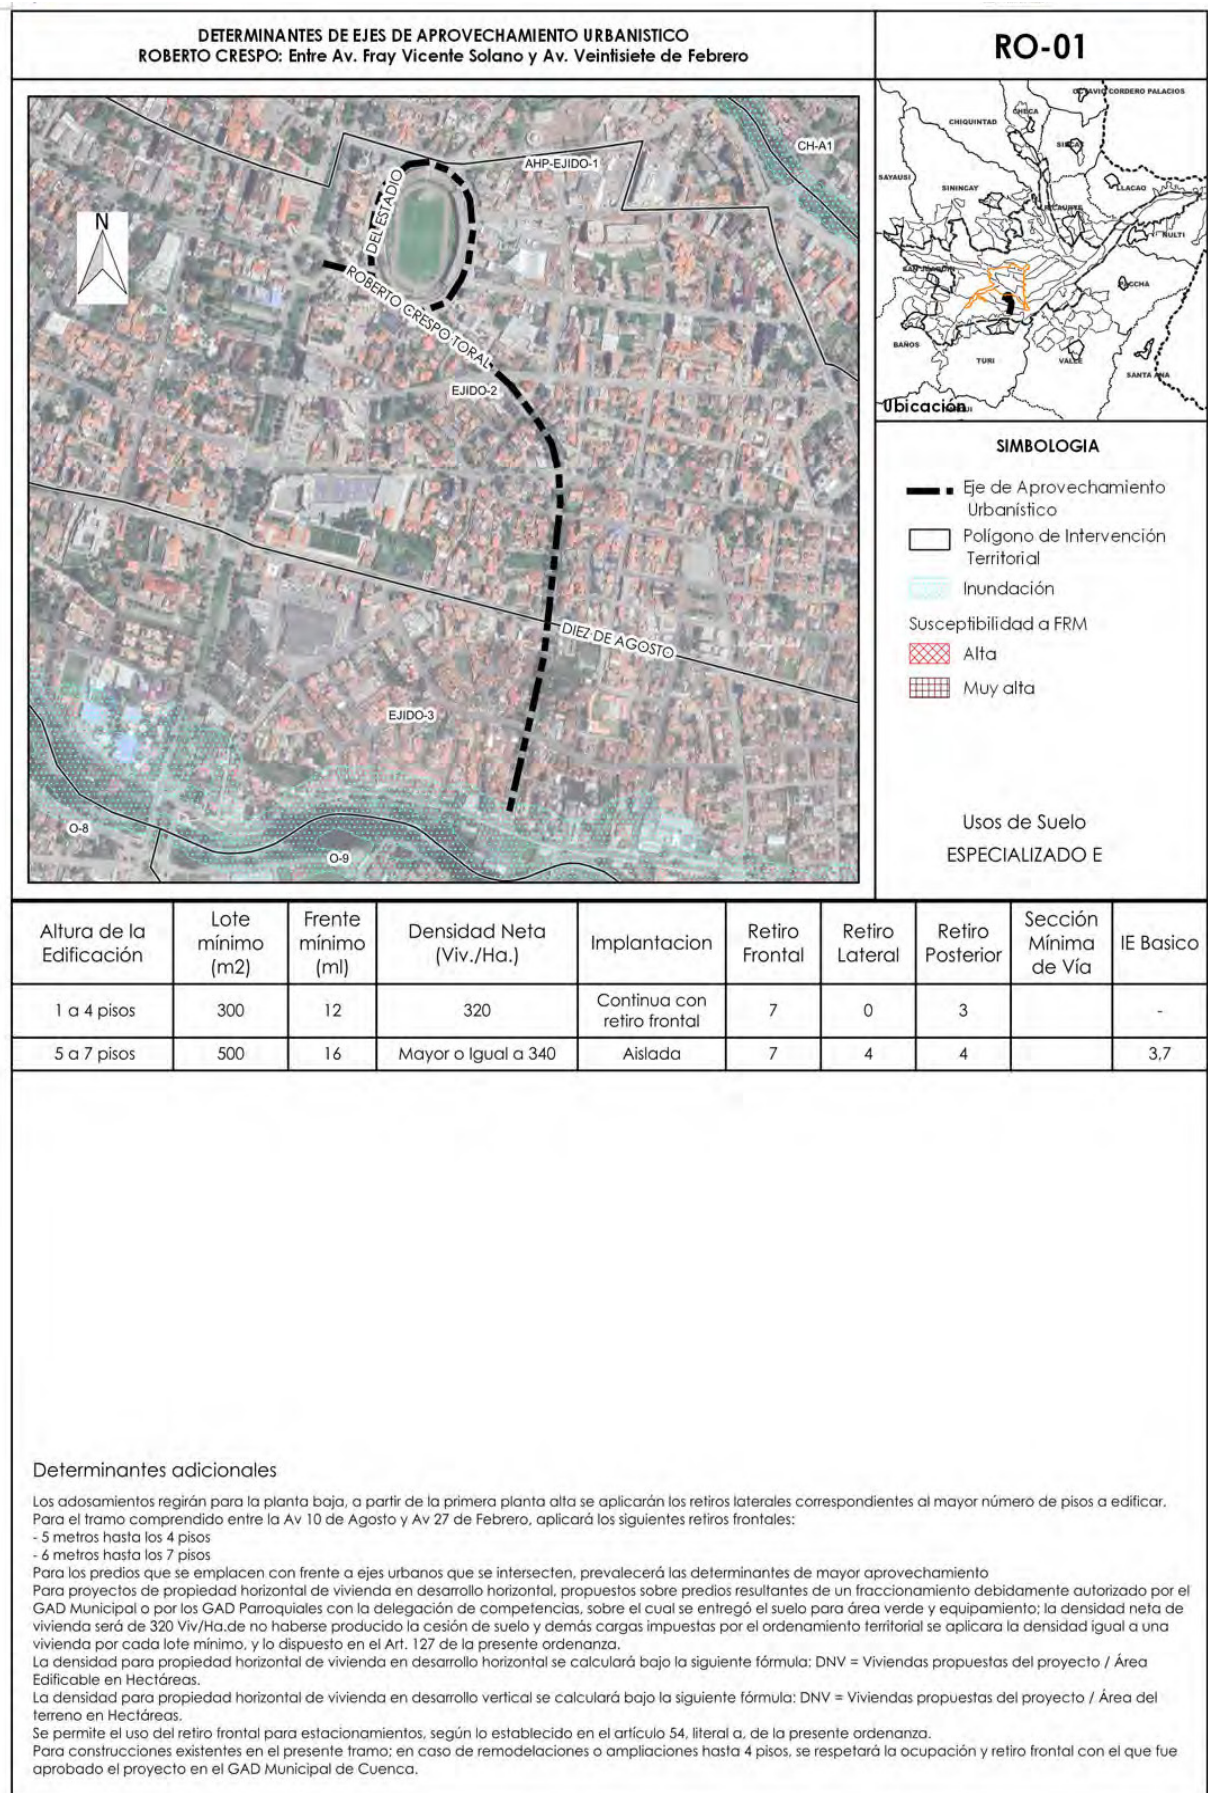 DETERMINANTES DE EJES DE APROVECHAMIENTO URBANISTICO
ROBERTO CRESPO: Entre Av. Fray Vicente Solano y Av. Veintisiete de Febrero
RO-01
CH-A1
AHP-EJIDO-1
DEL ESTADIO
N
ROBERTO CRESPO TORAL
EJIDO-2
DIEZ DE AGOSTO
EJIDO-3
O-8
O-9
OCTAVIO CORDERO PALACIOS
CHECA
CHIQUINTAD
SAYAUSI
SININCAY
LLACAO
NULTI
SAN JOAQUIN
PACCHA
BAÑOS
TURI
VALLE
SANTA ANA
Ubicación
SIMBOLOGIA
Eje de Aprovechamiento
Urbanístico
Polígono de Intervención
Territorial
Inundación
Susceptibilidad a FRM
Alta
Muy alta
Usos de Suelo
ESPECIALIZADO E
Altura de la Edificación | Lote mínimo (m2) | Frente mínimo (ml) | Densidad Neta (Viv./Ha.) | Implantacion | Retiro Frontal | Retiro Lateral | Retiro Posterior | Sección Mínima de Vía | IE Basico
1 a 4 pisos | 300 | 12 | 320 | Continua con retiro frontal | 7 | 0 | 3 | | -
5 a 7 pisos | 500 | 16 | Mayor o Igual a 340 | Aislada | 7 | 4 | 4 | | 3,7
Determinantes adicionales
Los adosamientos regirán para la planta baja, a partir de la primera planta alta se aplicarán los retiros laterales correspondientes al mayor número de pisos a edificar.
Para el tramo comprendido entre la Av 10 de Agosto y Av 27 de Febrero, aplicará los siguientes retiros frontales:
- 5 metros hasta los 4 pisos
- 6 metros hasta los 7 pisos
Para los predios que se emplacen con frente a ejes urbanos que se intersecten, prevalecerá las determinantes de mayor aprovechamiento
Para proyectos de propiedad horizontal de vivienda en desarrollo horizontal, propuestos sobre predios resultantes de un fraccionamiento debidamente autorizado por el
GAD Municipal o por los GAD Parroquiales con la delegación de competencias, sobre el cual se entregó el suelo para área verde y equipamiento; la densidad neta de
vivienda será de 320 Viv/Ha.de no haberse producido la cesión de suelo y demás cargas impuestas por el ordenamiento territorial se aplicara la densidad igual a una
vivienda por cada lote mínimo, y lo dispuesto en el Art. 127 de la presente ordenanza.
La densidad para propiedad horizontal de vivienda en desarrollo horizontal se calculará bajo la siguiente fórmula: DNV = Viviendas propuestas del proyecto / Área
Edificable en Hectáreas.
La densidad para propiedad horizontal de vivienda en desarrollo vertical se calculará bajo la siguiente fórmula: DNV = Viviendas propuestas del proyecto / Área del
terreno en Hectáreas.
Se permite el uso del retiro frontal para estacionamientos, según lo establecido en el artículo 54, literal a, de la presente ordenanza.
Para construcciones existentes en el presente tramo; en caso de remodelaciones o ampliaciones hasta 4 pisos, se respetará la ocupación y retiro frontal con el que fue
aprobado el proyecto en el GAD Municipal de Cuenca.